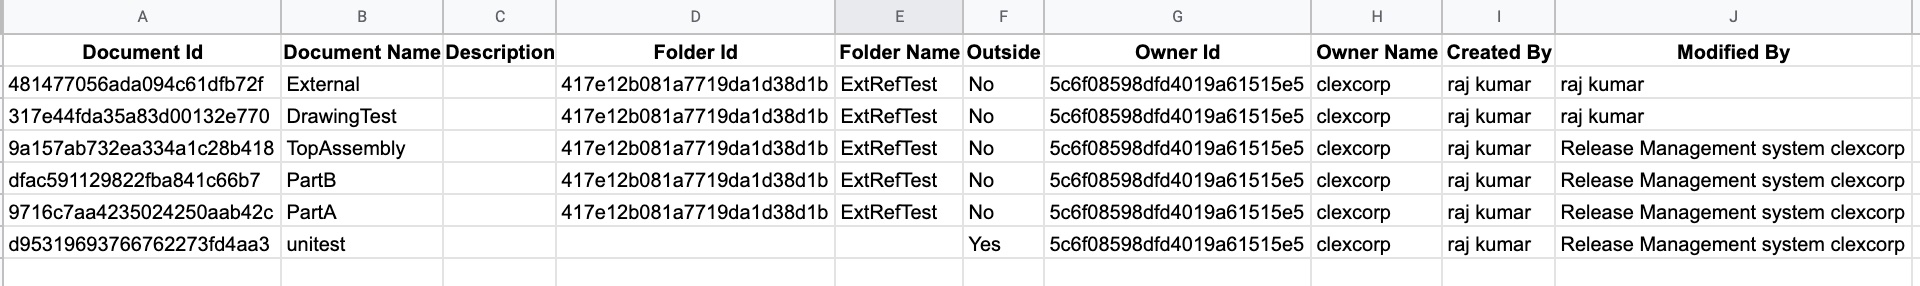 A B C D E F G H I J
Document Id Document Name Description Folder Id Folder Name Outside Owner Id Owner Name Created By Modified By
481477056ada094c61dfb72f External 417e12b081a7719da1d38d1b ExtRefTest No 5c6f08598dfd4019a61515e5 clexcorp raj kumar raj kumar
317e44fda35a83d00132e770 DrawingTest 417e12b081a7719da1d38d1b ExtRefTest No 5c6f08598dfd4019a61515e5 clexcorp raj kumar raj kumar
9a157ab732ea334a1c28b418 TopAssembly 417e12b081a7719da1d38d1b ExtRefTest No 5c6f08598dfd4019a61515e5 clexcorp raj kumar Release Management system clexcorp
dfac591129822fba841c66b7 PartB 417e12b081a7719da1d38d1b ExtRefTest No 5c6f08598dfd4019a61515e5 clexcorp raj kumar Release Management system clexcorp
9716c7aa4235024250aab42c PartA 417e12b081a7719da1d38d1b ExtRefTest No 5c6f08598dfd4019a61515e5 clexcorp raj kumar Release Management system clexcorp
d95319693766762273fd4aa3 unitest Yes 5c6f08598dfd4019a61515e5 clexcorp raj kumar Release Management system clexcorp